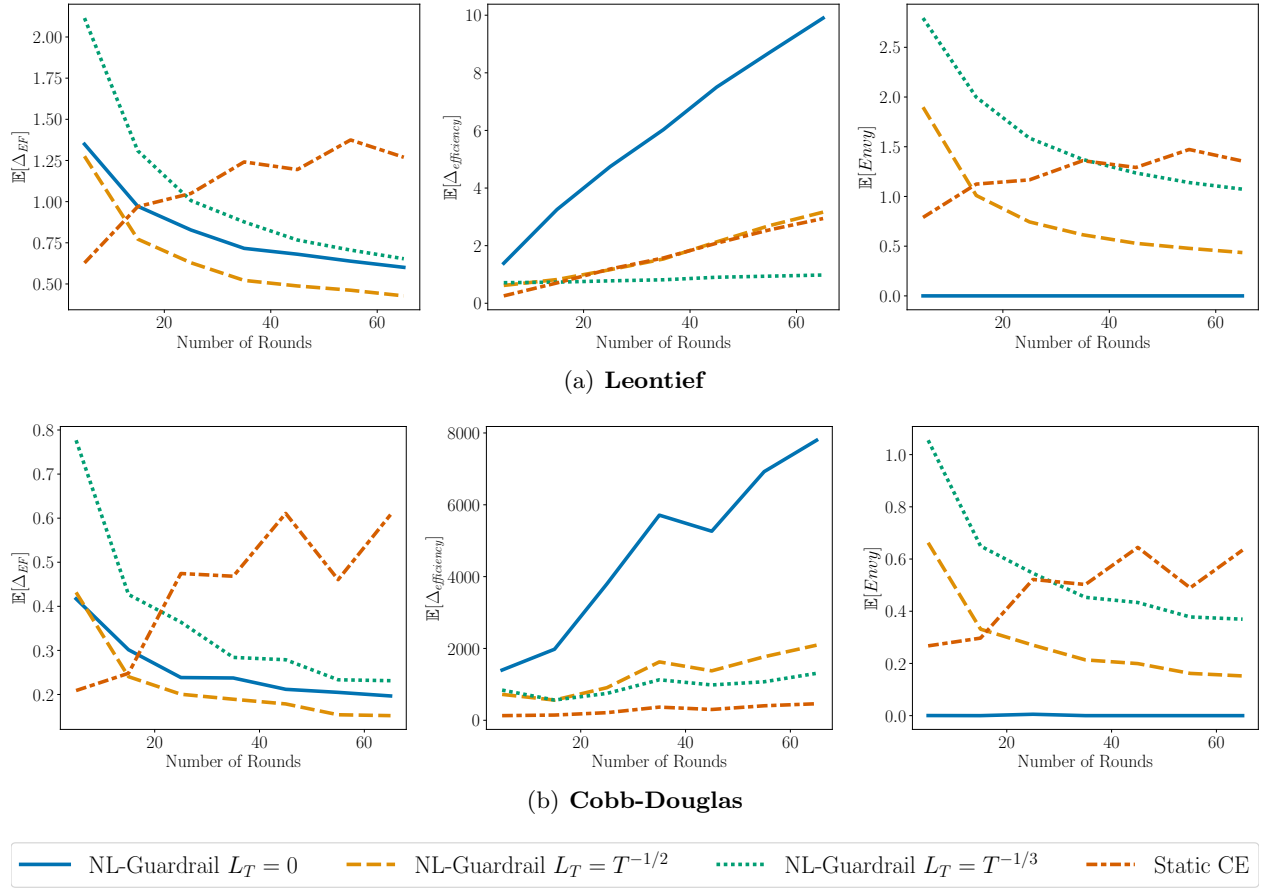 𝔼[Δ_EF]
2.00
1.75
1.50
1.25
1.00
0.75
0.50
20 40 60
Number of Rounds
𝔼[Δ_efficiency]
10
8
6
4
2
0
20 40 60
Number of Rounds
𝔼[Envy]
2.5
2.0
1.5
1.0
0.5
0.0
20 40 60
Number of Rounds
(a) Leontief
𝔼[Δ_EF]
0.8
0.7
0.6
0.5
0.4
0.3
0.2
20 40 60
Number of Rounds
𝔼[Δ_efficiency]
8000
6000
4000
2000
0
20 40 60
Number of Rounds
𝔼[Envy]
1.0
0.8
0.6
0.4
0.2
0.0
20 40 60
Number of Rounds
(b) Cobb-Douglas
NL-Guardrail L_T = 0 NL-Guardrail L_T = T^{-1/2} NL-Guardrail L_T = T^{-1/3} Static CE